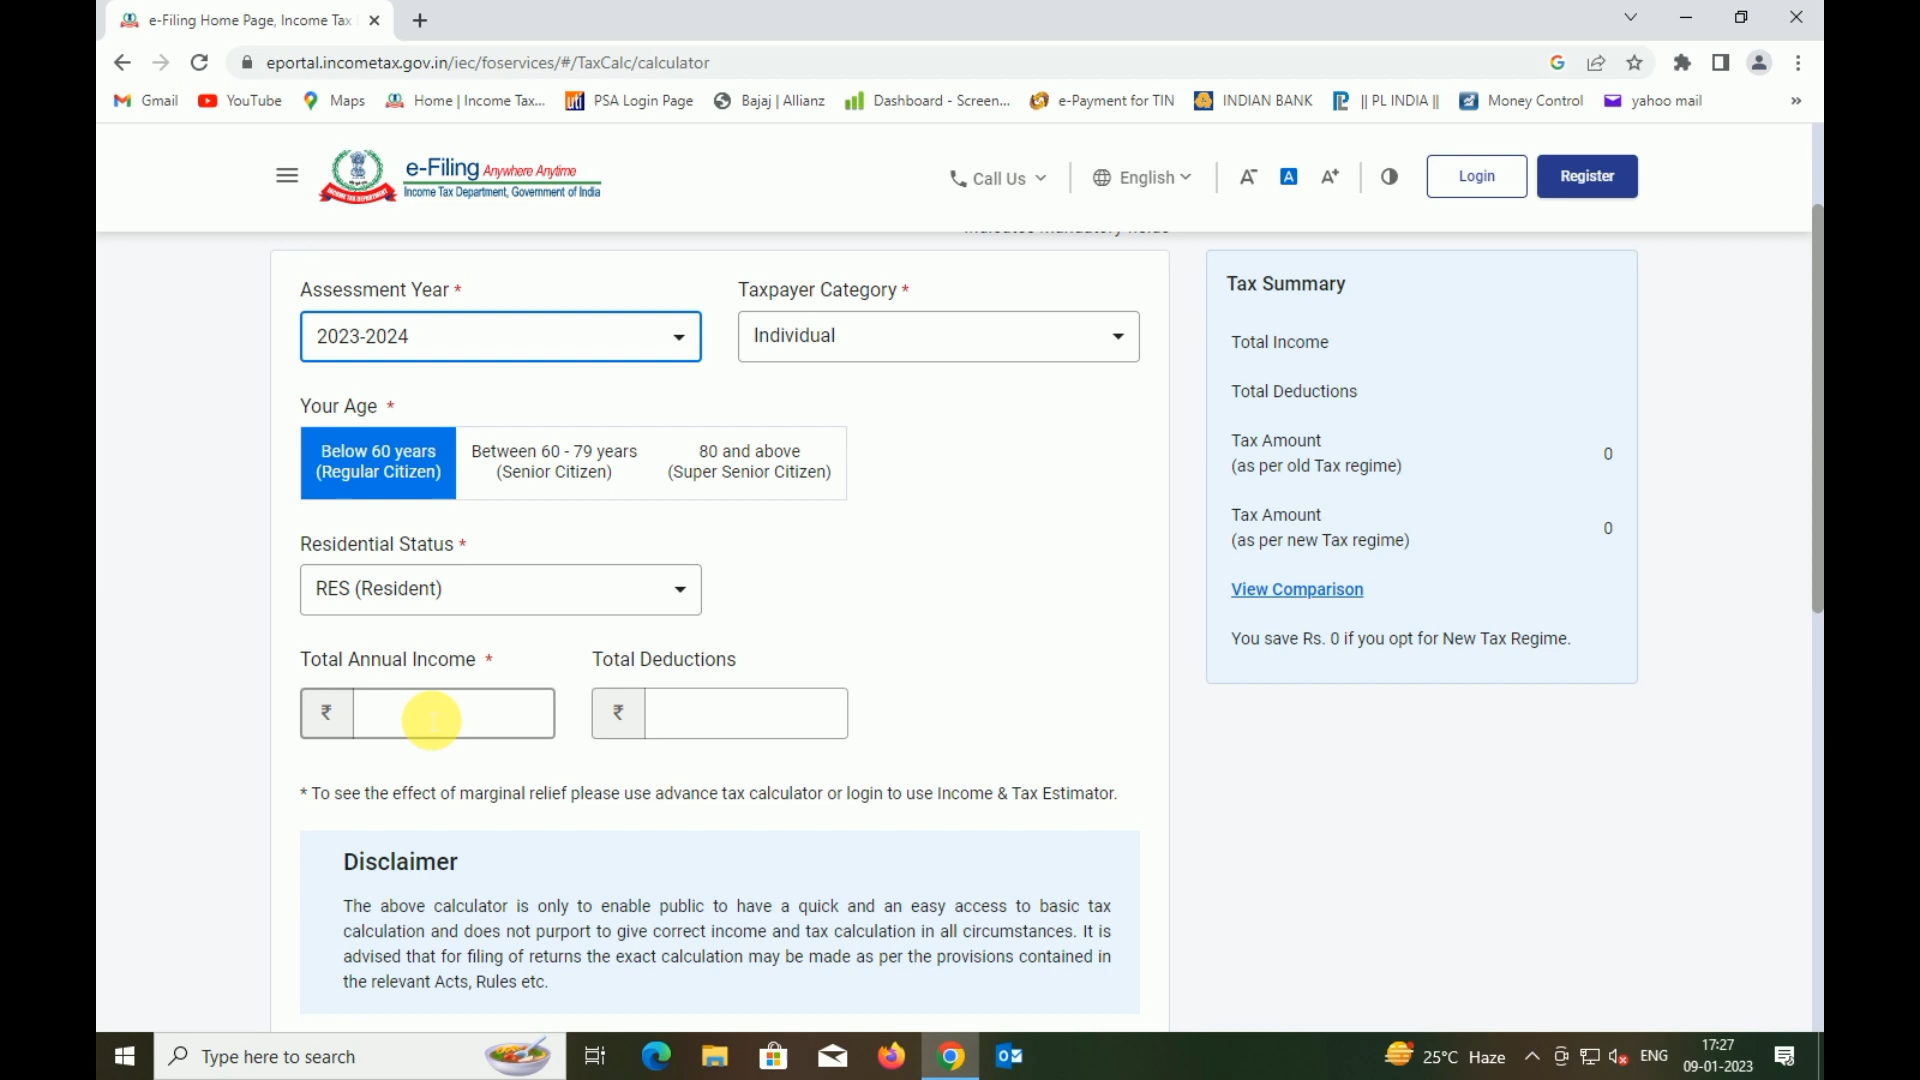 e-Filing Home Page, Income Tax
eportal.incometax.gov.in/iec/foservices/#/TaxCalc/calculator
Gmail YouTube Maps Home | Income Tax... PSA Login Page Bajaj | Allianz Dashboard - Screen... e-Payment for TIN INDIAN BANK || PL INDIA || Money Control yahoo mail »
e-Filing Anywhere Anytime
Income Tax Department, Government of India
INCOME TAX DEPARTMENT
Call Us English A- A A+ Login Register
Indicates mandatory fields
Assessment Year * Taxpayer Category *
2023-2024 Individual
Your Age *
Below 60 years
(Regular Citizen)
Between 60 - 79 years
(Senior Citizen)
80 and above
(Super Senior Citizen)
Residential Status *
RES (Resident)
Total Annual Income * Total Deductions
₹ ₹
* To see the effect of marginal relief please use advance tax calculator or login to use Income & Tax Estimator.
Disclaimer
The above calculator is only to enable public to have a quick and an easy access to basic tax
calculation and does not purport to give correct income and tax calculation in all circumstances. It is
advised that for filing of returns the exact calculation may be made as per the provisions contained in
the relevant Acts, Rules etc.
Tax Summary
Total Income
Total Deductions
Tax Amount
(as per old Tax regime) 0
Tax Amount
(as per new Tax regime) 0
View Comparison
You save Rs. 0 if you opt for New Tax Regime.
Type here to search
25°C Haze ENG
17:27
09-01-2023